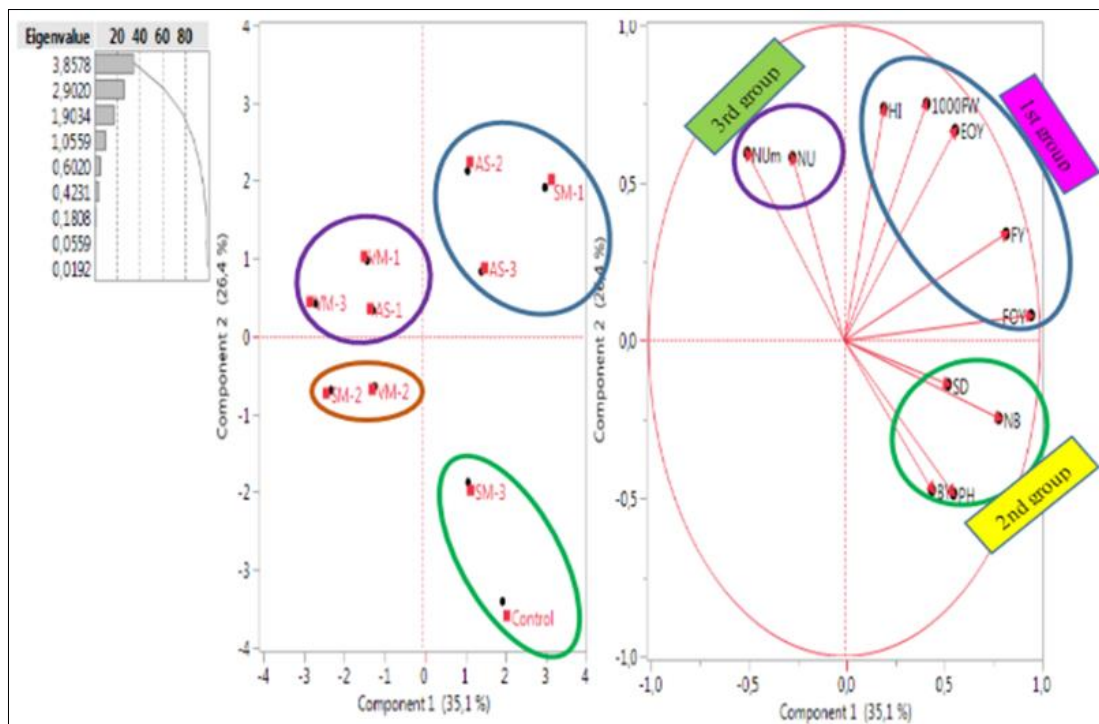 Eigenvalue 20 40 60 80
3,8578
2,9020
1,9034
1,0559
0,6020
0,4231
0,1808
0,0559
0,0192
Component 2 (26,4 %)
4
3
2
1
0
-1
-2
-3
-4
AS-2
SM-1
AS-3
VM-1
VM-3
AS-1
SM-2
VM-2
SM-3
Control
-4 -3 -2 -1 0 1 2 3 4
Component 1 (35,1 %)
Component 2 (26,4 %)
1,0
0,5
0,0
-0,5
-1,0
3rd group
1st group
HI
1000FW
EOY
NUm
NU
FY
FOY
SD
NB
PH
2nd group
-1,0 -0,5 0,0 0,5 1,0
Component 1 (35,1 %)